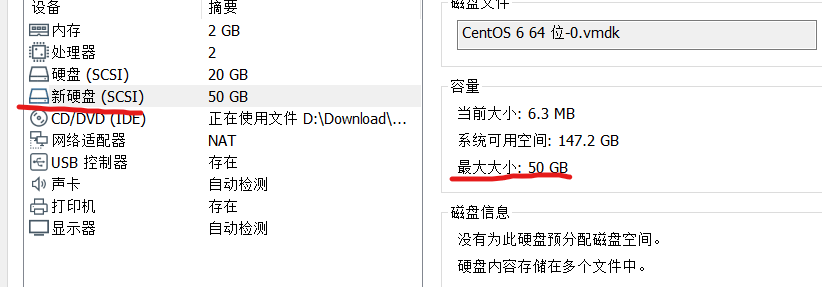 设备 摘要
内存 2 GB
处理器 2
硬盘 (SCSI) 20 GB
新硬盘 (SCSI) 50 GB
CD/DVD (IDE) 正在使用文件 D:\Download\...
网络适配器 NAT
USB 控制器 存在
声卡 自动检测
打印机 存在
显示器 自动检测
磁盘文件
CentOS 6 64 位-0.vmdk
容量
当前大小: 6.3 MB
系统可用空间: 147.2 GB
最大大小: 50 GB
磁盘信息
没有为此硬盘预分配磁盘空间。
硬盘内容存储在多个文件中。